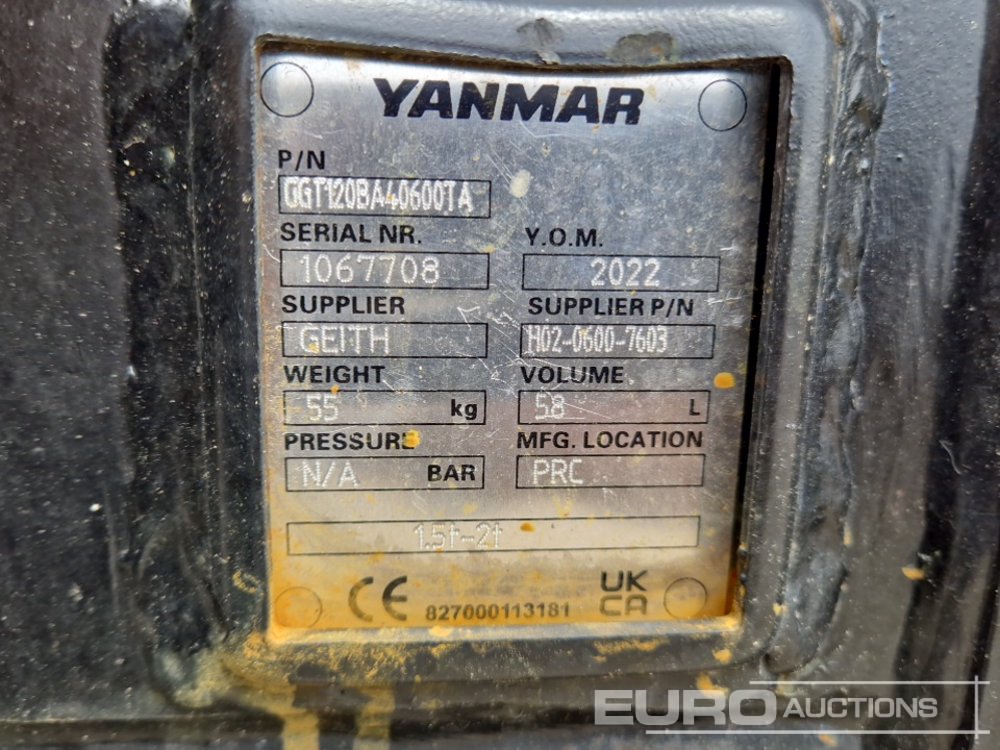 YANMAR
P/N
GGT120BA40600TA
SERIAL NR. Y.O.M.
1067708 2022
SUPPLIER SUPPLIER P/N
GEITH H02-0600-7603
WEIGHT VOLUME
55 kg 58 L
PRESSURE MFG. LOCATION
N/A BAR PRC
1.5t-2t
CE 827000113181 UK CA
EURO AUCTIONS